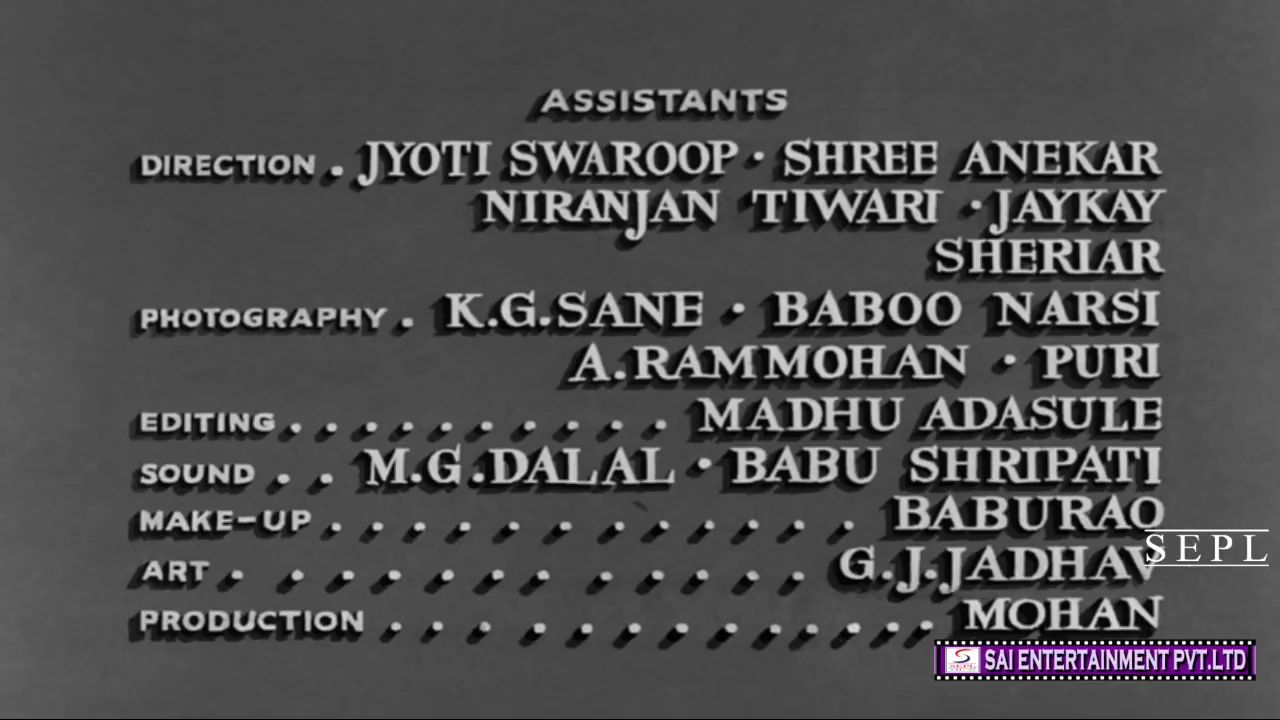 ASSISTANTS
DIRECTION . JYOTI SWAROOP · SHREE ANEKAR
NIRANJAN TIWARI · JAYKAY
SHERIAR
PHOTOGRAPHY . K.G.SANE · BABOO NARSI
A.RAMMOHAN · PURI
EDITING . . . . . . . . . . MADHU ADASULE
SOUND . . M.G.DALAL · BABU SHRIPATI
MAKE-UP . . . . . . . . . . . . BABURAO
ART . . . . . . . . . . . . G.J.JADHAV
SEPL
PRODUCTION . . . . . . . . . . . . MOHAN
SEPL SAI ENTERTAINMENT PVT.LTD